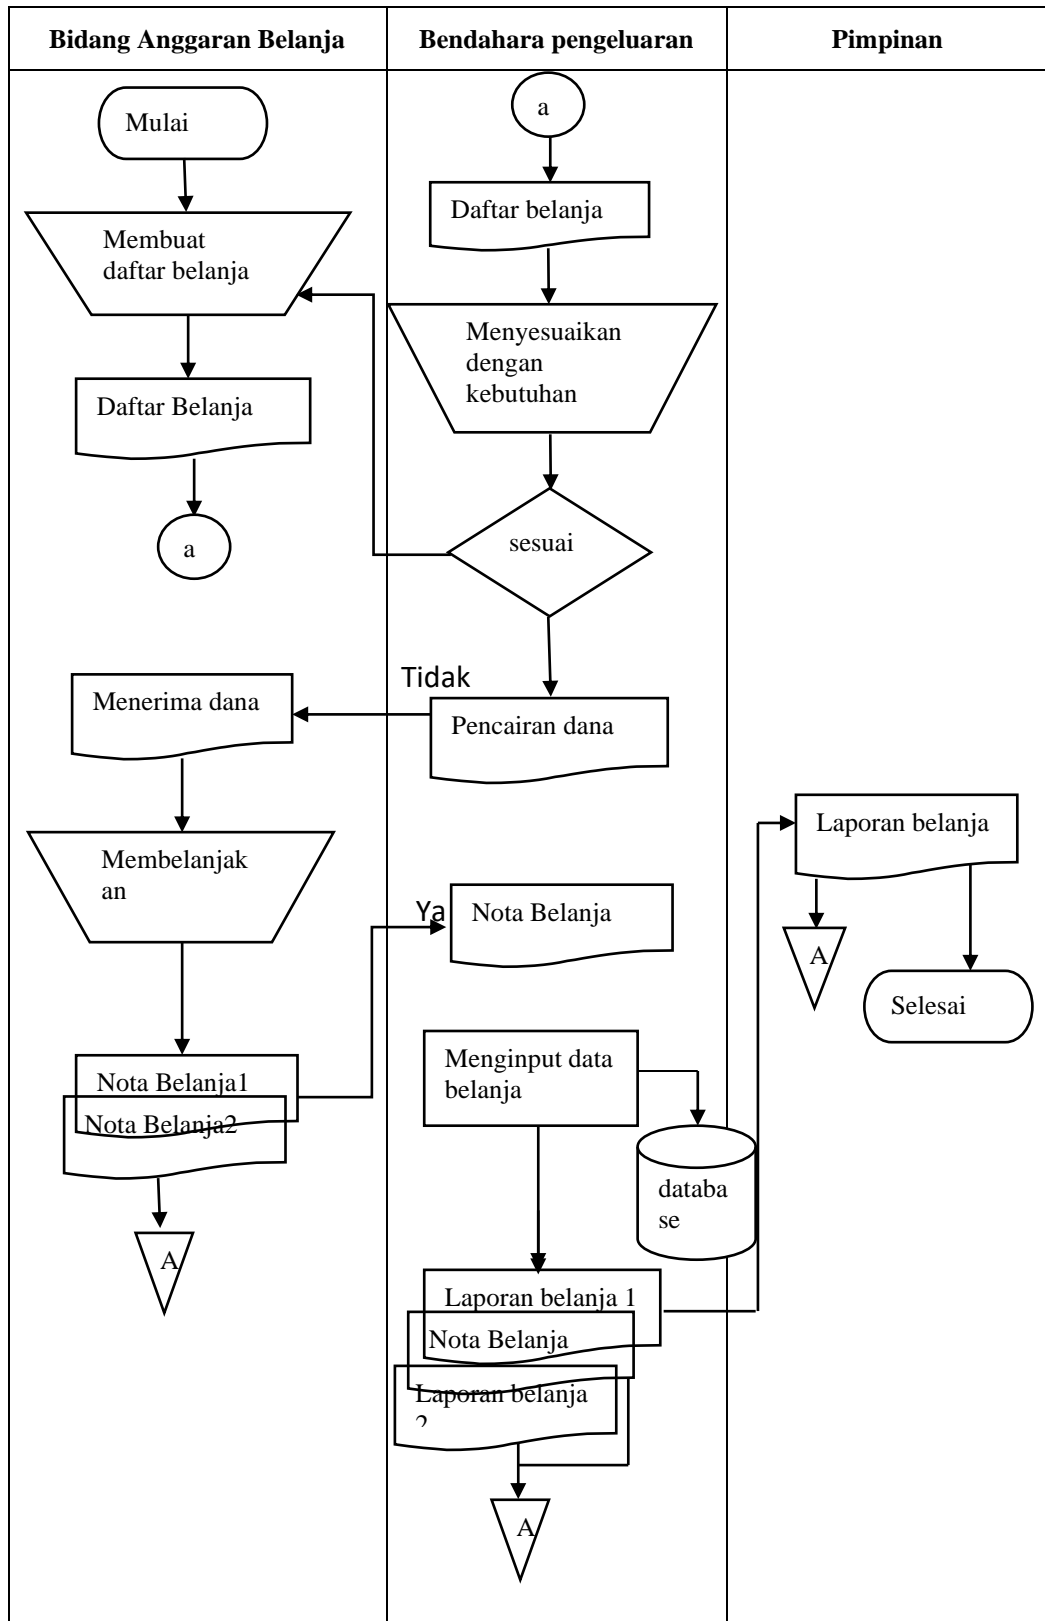 Bidang Anggaran Belanja
Bendahara pengeluaran
Pimpinan
Mulai
Membuat
daftar belanja
Daftar Belanja
a
Menerima dana
Membelanjak
an
Nota Belanja1
Nota Belanja2
A
a
Daftar belanja
Menyesuaikan
dengan
kebutuhan
sesuai
Tidak
Pencairan dana
Ya
Nota Belanja
Menginput data
belanja
databa
se
Laporan belanja 1
Nota Belanja
Laporan belanja
2
A
Laporan belanja
A
Selesai